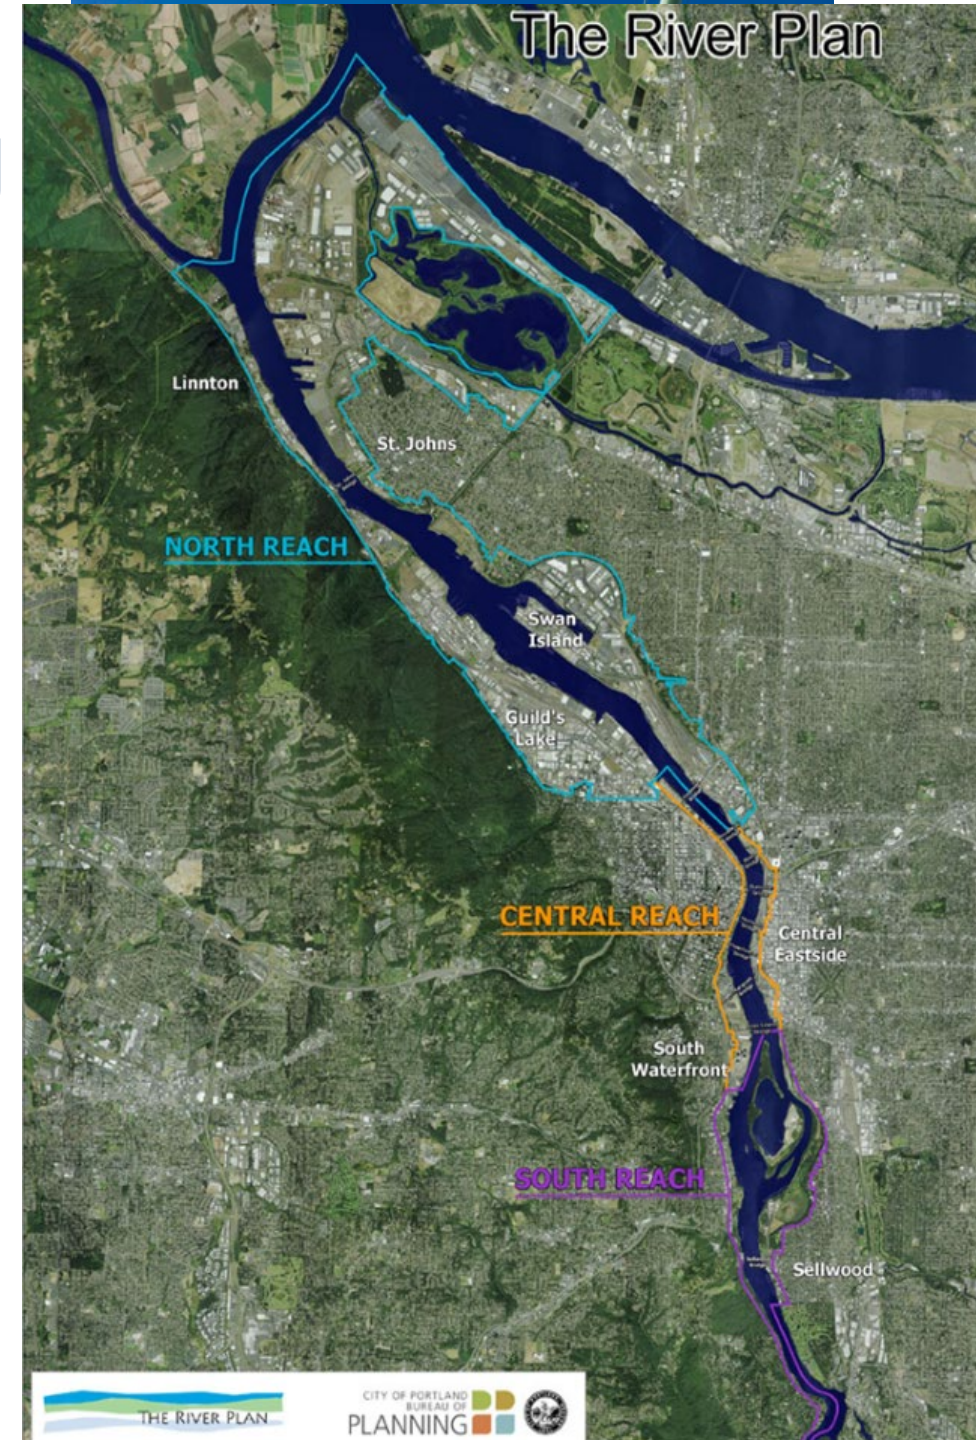 The River Plan
Linnton
St. Johns
NORTH REACH
Swan
Island
Guild's
Lake
CENTRAL REACH
Central
Eastside
South
Waterfront
SOUTH REACH
Sellwood
THE RIVER PLAN
CITY OF PORTLAND
BUREAU OF
PLANNING